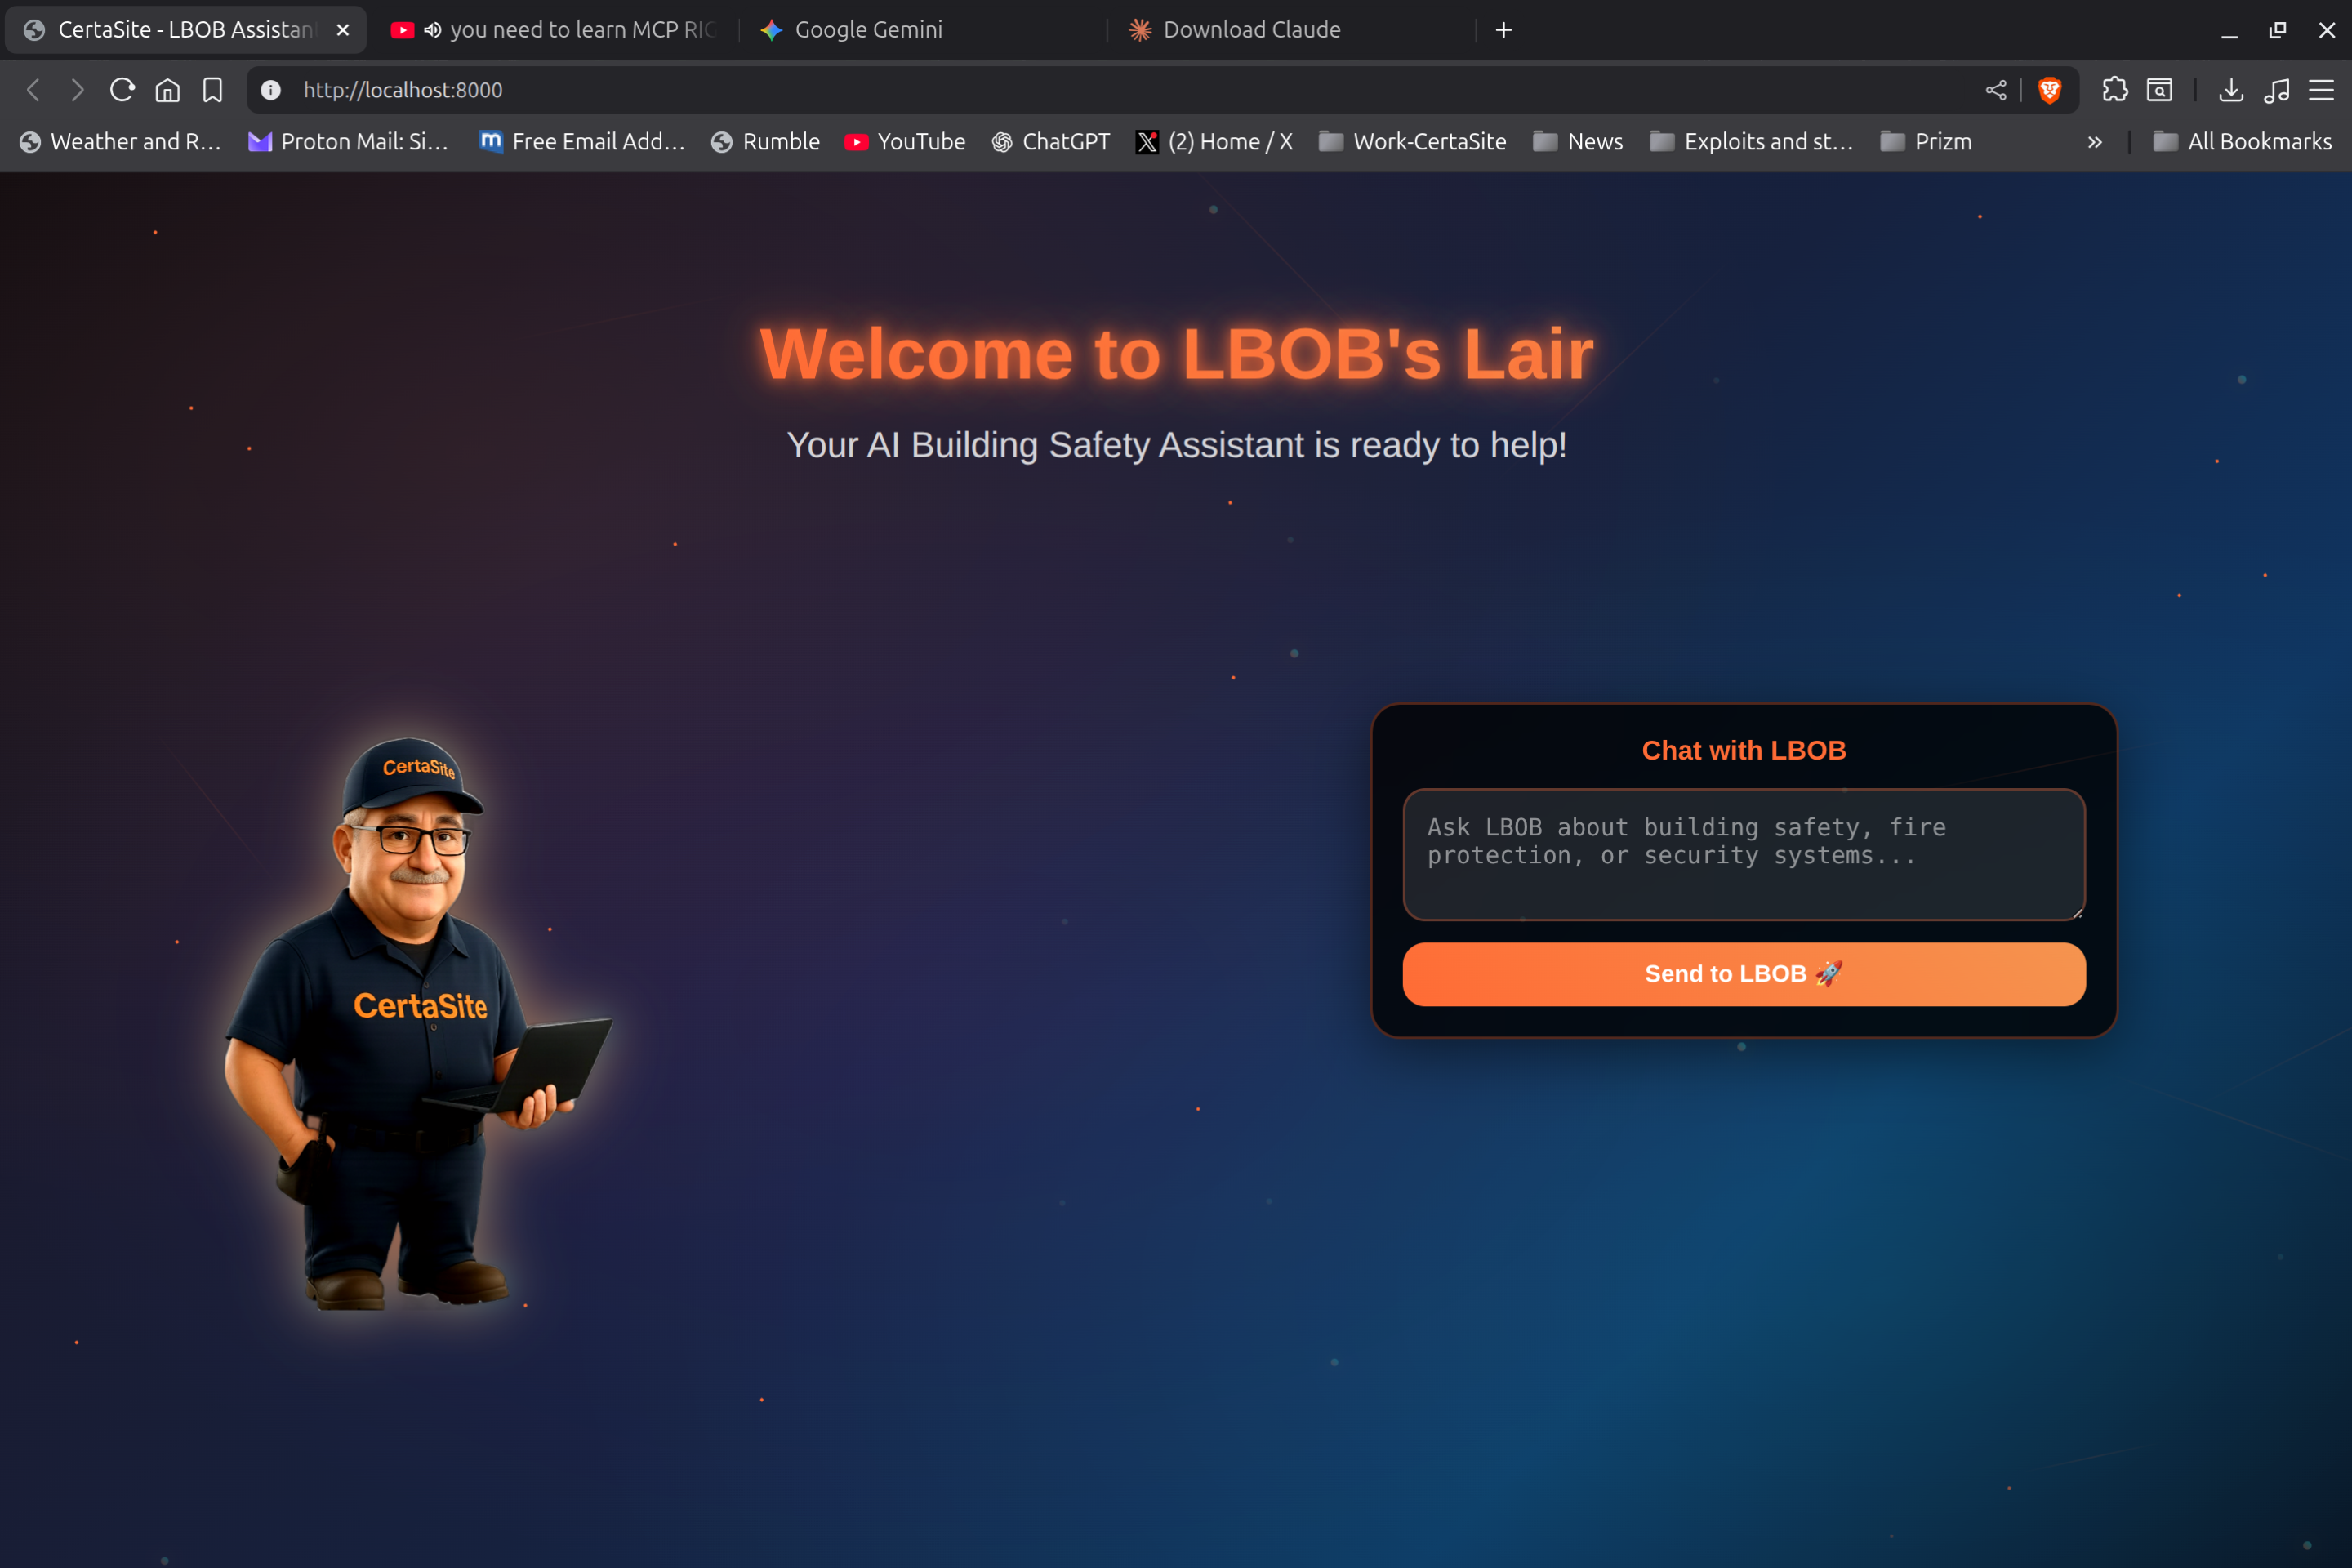 CertaSite - LBOB Assistan
you need to learn MCP RIG
Google Gemini
Download Claude
http://localhost:8000
Weather and R...
Proton Mail: Si...
Free Email Add...
Rumble
YouTube
ChatGPT
(2) Home / X
Work-CertaSite
News
Exploits and st...
Prizm
»
All Bookmarks
Welcome to LBOB's Lair
Your AI Building Safety Assistant is ready to help!
CertaSite
CertaSite
Chat with LBOB
Ask LBOB about building safety, fire
protection, or security systems...
Send to LBOB 🚀